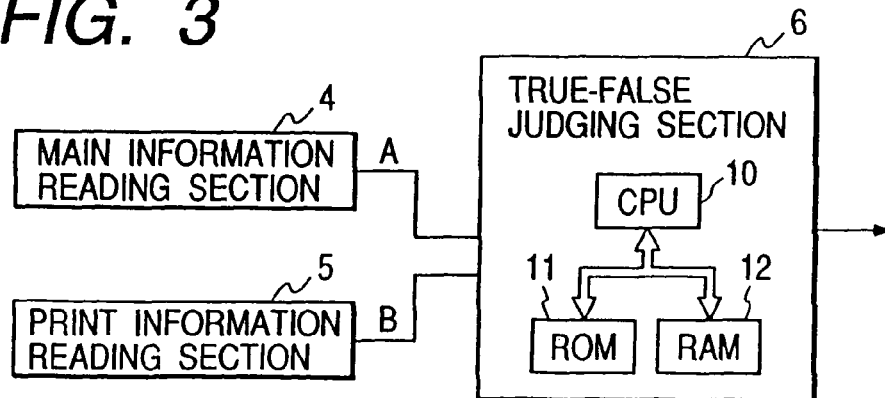 FIG. 3
6
4
TRUE-FALSE
JUDGING SECTION
MAIN INFORMATION
READING SECTION
A
10
CPU
11
12
5
PRINT INFORMATION
READING SECTION
B
ROM
RAM